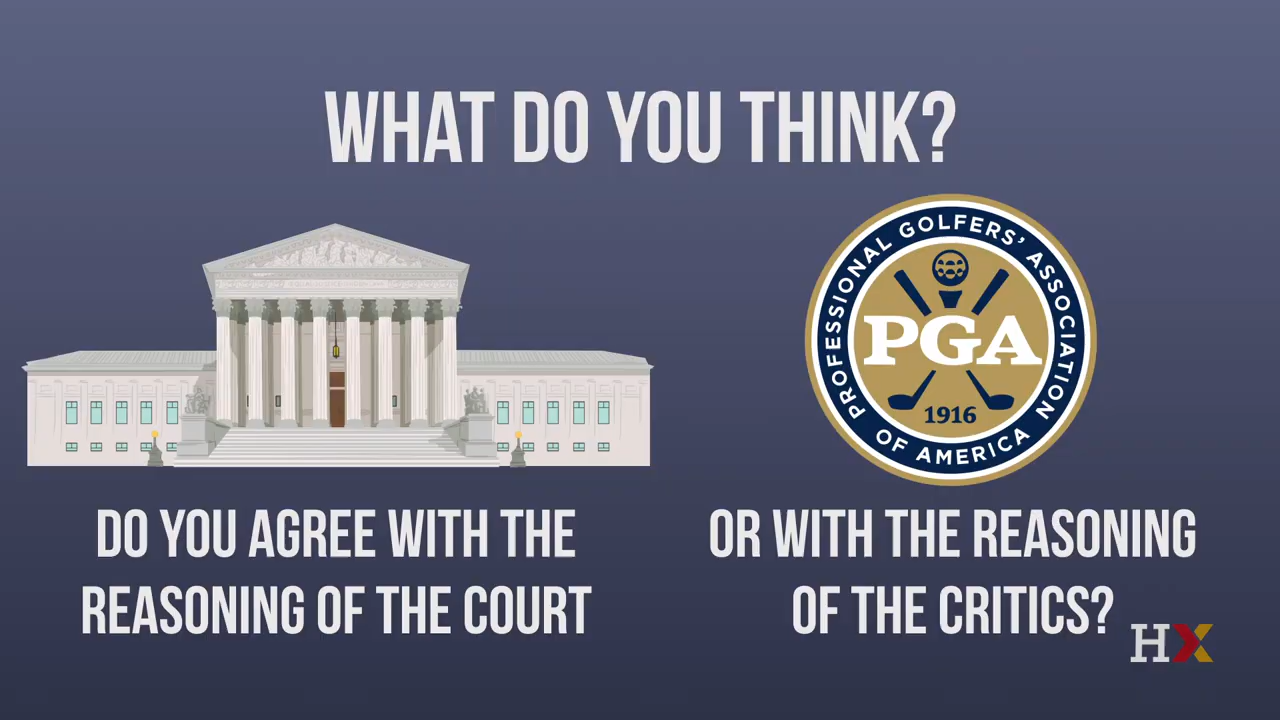 WHAT DO YOU THINK?
PROFESSIONAL GOLFERS' ASSOCIATION
OF AMERICA
PGA
1916
DO YOU AGREE WITH THE
REASONING OF THE COURT
OR WITH THE REASONING
OF THE CRITICS?
HX